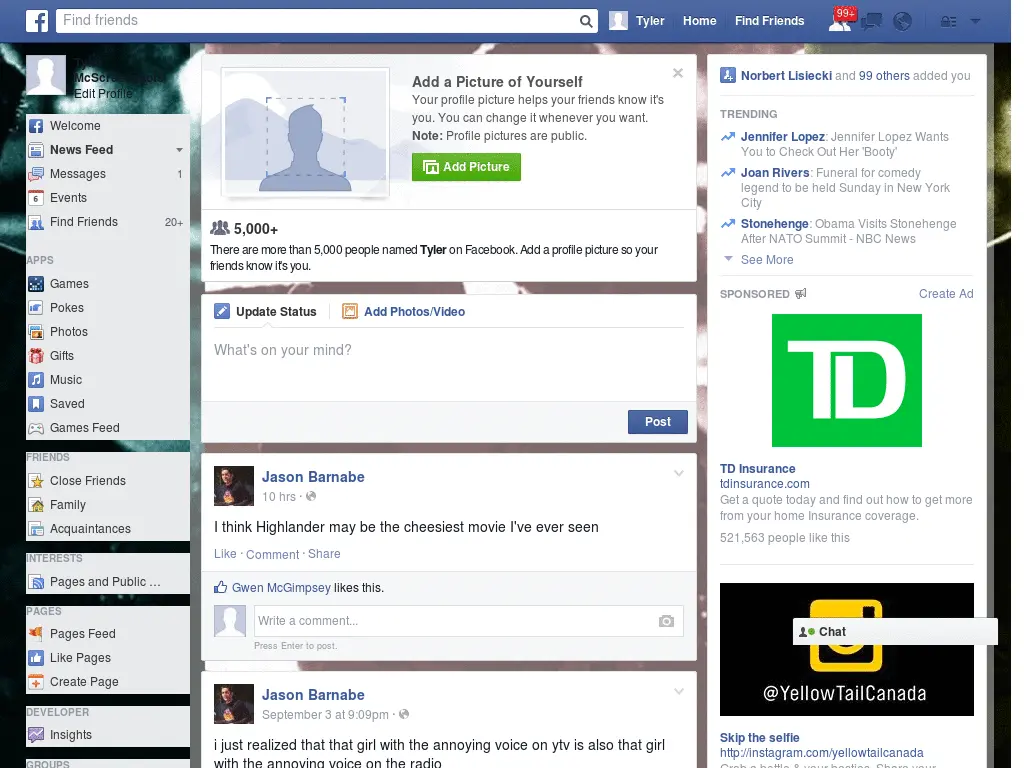 Find friends
Tyler
Home
Find Friends
99+
McScra
Edit Profile
Welcome
News Feed
Messages 1
6 Events
Find Friends 20+
APPS
Games
Pokes
Photos
Gifts
Music
Saved
Games Feed
FRIENDS
Close Friends
Family
Acquaintances
INTERESTS
Pages and Public ...
PAGES
Pages Feed
Like Pages
Create Page
DEVELOPER
Insights
GROUPS
Add a Picture of Yourself
Your profile picture helps your friends know it's
you. You can change it whenever you want.
Note: Profile pictures are public.
Add Picture
5,000+
There are more than 5,000 people named Tyler on Facebook. Add a profile picture so your
friends know it's you.
Update Status
Add Photos/Video
What's on your mind?
Post
Jason Barnabe
10 hrs ·
I think Highlander may be the cheesiest movie I've ever seen
Like · Comment · Share
Gwen McGimpsey likes this.
Write a comment...
Press Enter to post.
Jason Barnabe
September 3 at 9:09pm ·
i just realized that that girl with the annoying voice on ytv is also that girl
with the annoying voice on the radio
Norbert Lisiecki and 99 others added you
TRENDING
Jennifer Lopez: Jennifer Lopez Wants
You to Check Out Her 'Booty'
Joan Rivers: Funeral for comedy
legend to be held Sunday in New York
City
Stonehenge: Obama Visits Stonehenge
After NATO Summit - NBC News
See More
SPONSORED
Create Ad
TD
TD Insurance
tdinsurance.com
Get a quote today and find out how to get more
from your home Insurance coverage.
521,563 people like this
Chat
@YellowTailCanada
Skip the selfie
http://instagram.com/yellowtailcanada
Grab a bottle & your besties. Share your